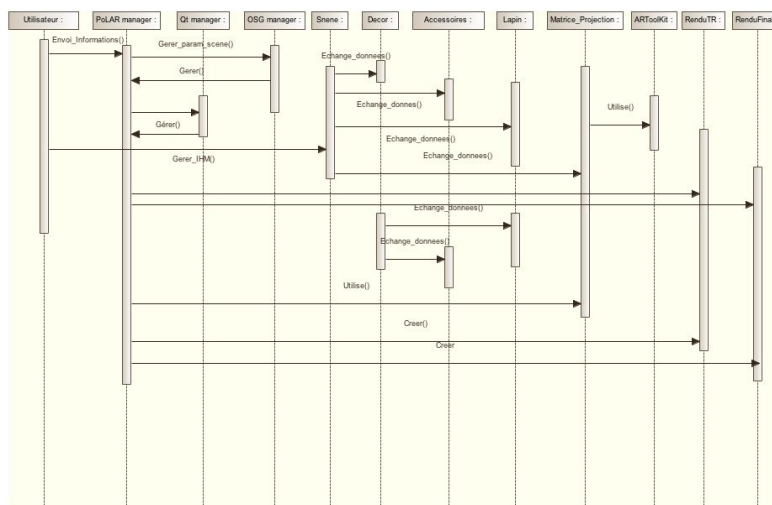 Utilisateur :
PoLAR manager :
Qt manager :
OSG manager :
Snene :
Decor :
Accessoires :
Lapin :
Matrice_Projection :
ARToolKit :
RenduTR :
RenduFina
Envoi_Informations()
Gerer_param_scene()
Echange_donnees()
Gerer()
Echange_donnes()
Utilise()
Gérer()
Echange_donnees()
Gerer_IHM()
Echange_donnees()
Echange_donnees()
Echange_donnees()
Utilise()
Creer()
Creer